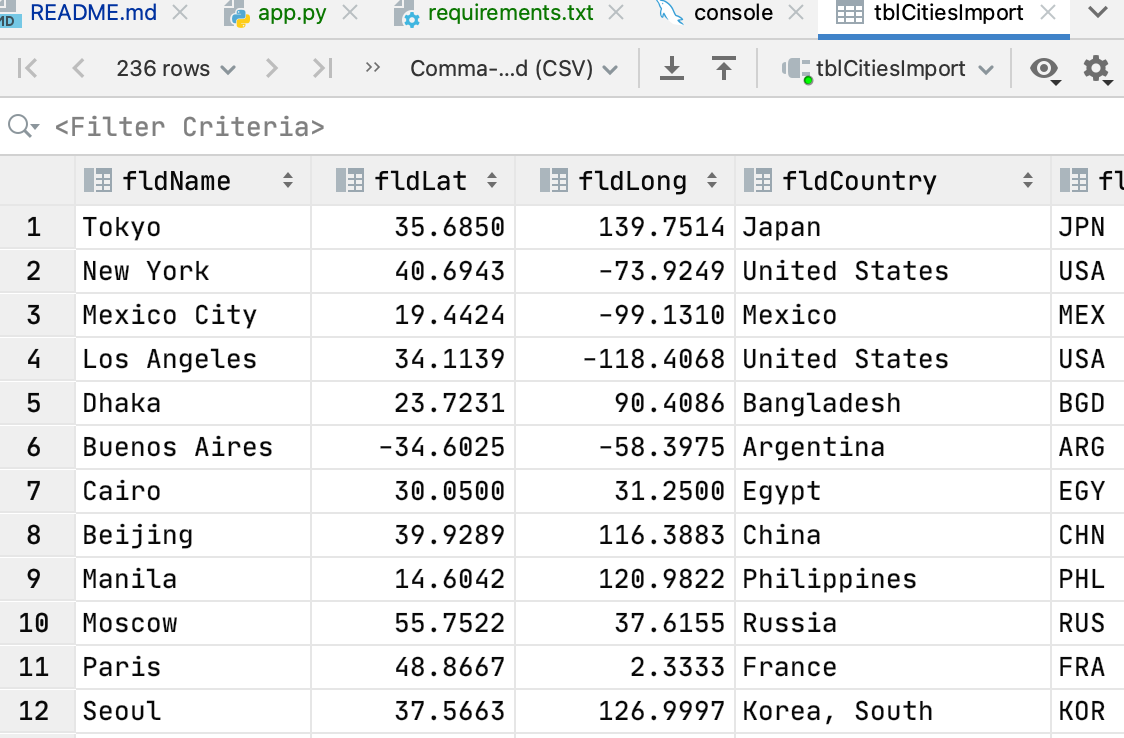 MD README.md app.py requirements.txt console tblCitiesImport
236 rows >> Comma-...d (CSV) tblCitiesImport
<Filter Criteria>
fldName fldLat fldLong fldCountry fl
1 Tokyo 35.6850 139.7514 Japan JPN
2 New York 40.6943 -73.9249 United States USA
3 Mexico City 19.4424 -99.1310 Mexico MEX
4 Los Angeles 34.1139 -118.4068 United States USA
5 Dhaka 23.7231 90.4086 Bangladesh BGD
6 Buenos Aires -34.6025 -58.3975 Argentina ARG
7 Cairo 30.0500 31.2500 Egypt EGY
8 Beijing 39.9289 116.3883 China CHN
9 Manila 14.6042 120.9822 Philippines PHL
10 Moscow 55.7522 37.6155 Russia RUS
11 Paris 48.8667 2.3333 France FRA
12 Seoul 37.5663 126.9997 Korea, South KOR